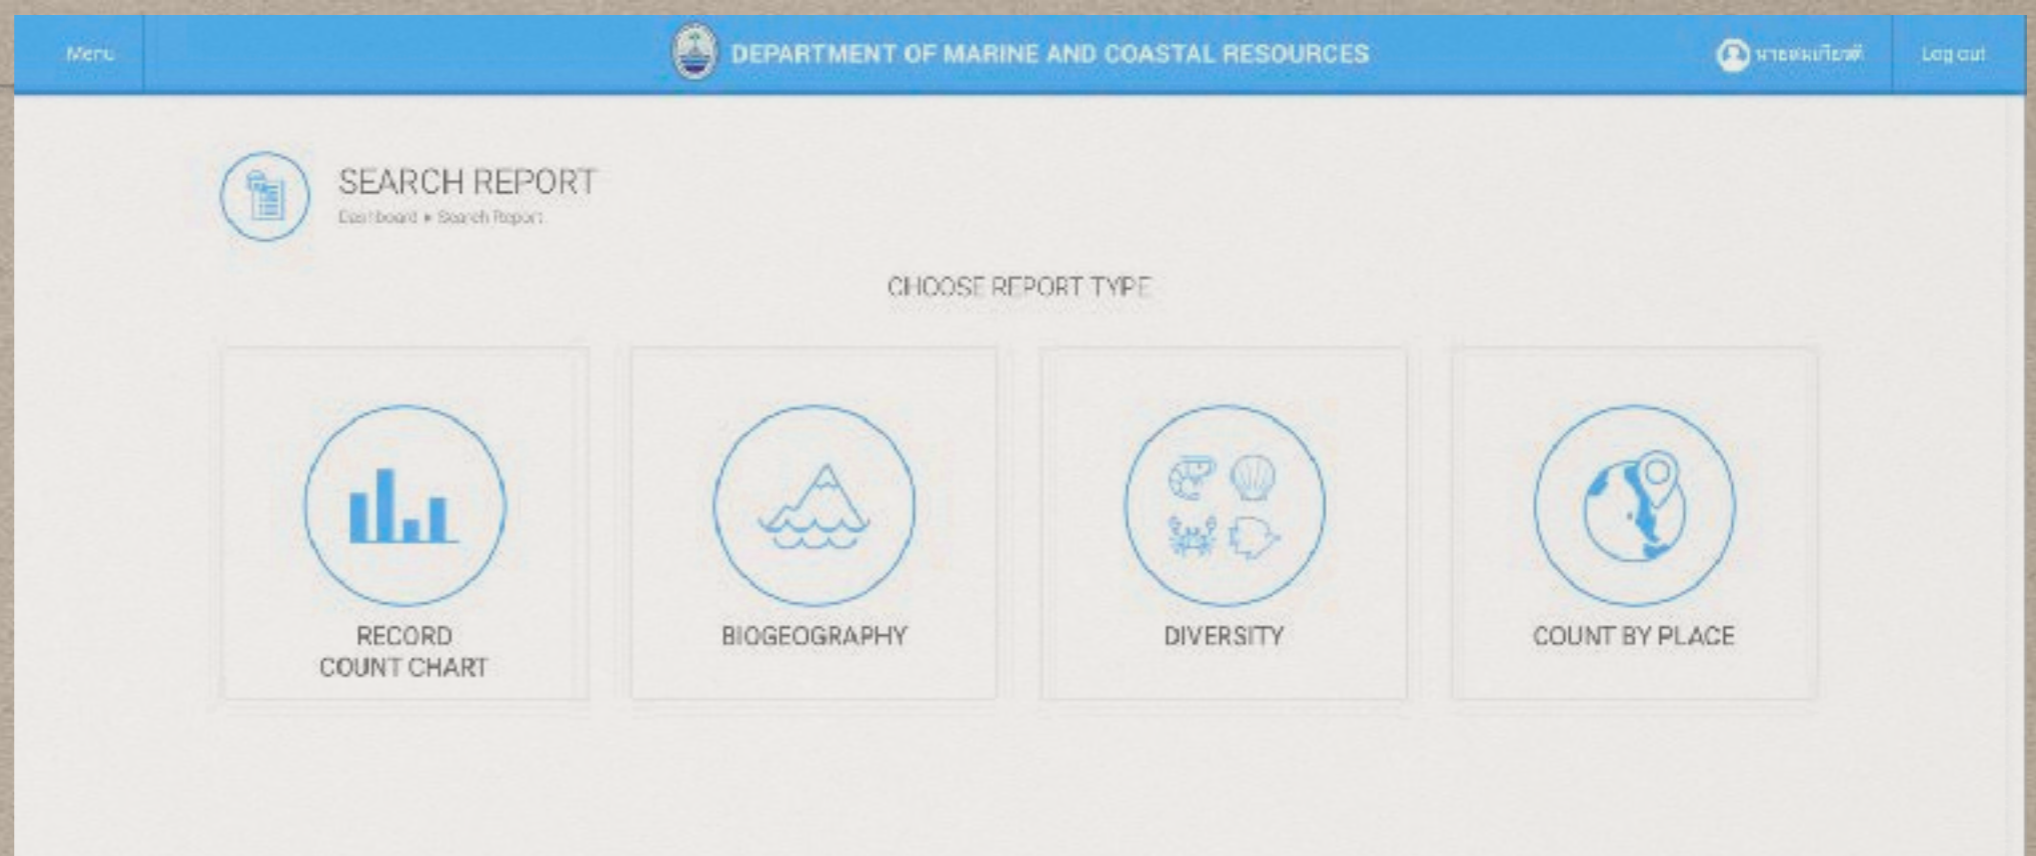 Menu
DEPARTMENT OF MARINE AND COASTAL RESOURCES
Log out
SEARCH REPORT
Dashboard ▸ Search Report
CHOOSE REPORT TYPE
RECORD
COUNT CHART
BIOGEOGRAPHY
DIVERSITY
COUNT BY PLACE